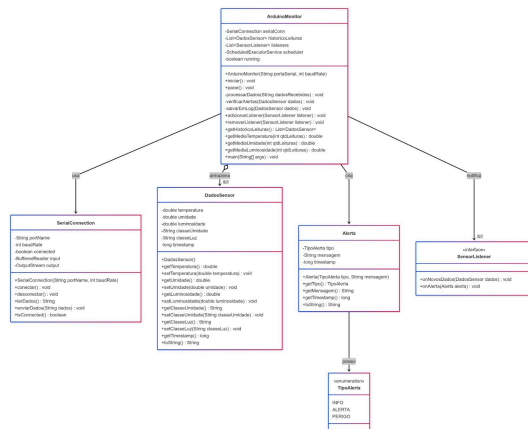 ArduinoMonitor
-SerialConnection serialConn
-List<DadosSensor> historicoLeituras
-List<SensorListener> listeners
-ScheduledExecutorService scheduler
-boolean running
+ArduinoMonitor(String portaSerial, int baudRate)
+iniciar() : void
+parar() : void
-processarDados(String dadosRecebidos) : void
-verificarAlertas(DadosSensor dados) : void
-salvarEmLog(DadosSensor dados) : void
+adicionarListener(SensorListener listener) : void
+removerListener(SensorListener listener) : void
+getHistoricoLeituras() : List<DadosSensor>
+getMediaTemperatura(int qtdLeituras) : double
+getMediaUmidade(int qtdLeituras) : double
+getMediaLuminosidade(int qtdLeituras) : double
+main(String[] args) : void
usa
armazena
cria
notifica
SerialConnection
-String portName
-int baudRate
-boolean connected
-BufferedReader input
-OutputStream output
+SerialConnection(String portName, int baudRate)
+conectar() : void
+desconectar() : void
+lerDados() : String
+enviarDados(String dados) : void
+isConnected() : boolean
DadosSensor
-double temperatura
-double umidade
-double luminosidade
-String classeUmidade
-String classeLuz
-long timestamp
+DadosSensor()
+getTemperatura() : double
+setTemperatura(double temperatura) : void
+getUmidade() : double
+setUmidade(double umidade) : void
+getLuminosidade() : double
+setLuminosidade(double luminosidade) : void
+getClasseUmidade() : String
+setClasseUmidade(String classeUmidade) : void
+getClasseLuz() : String
+setClasseLuz(String classeLuz) : void
+getTimestamp() : long
+toString() : String
Alerta
-TipoAlerta tipo
-String mensagem
-long timestamp
+Alerta(TipoAlerta tipo, String mensagem)
+getTipo() : TipoAlerta
+getMensagem() : String
+getTimestamp() : long
+toString() : String
«interface»
SensorListener
+onNovosDados(DadosSensor dados) : void
+onAlerta(Alerta alerta) : void
possui
«enumeration»
TipoAlerta
INFO
ALERTA
PERIGO